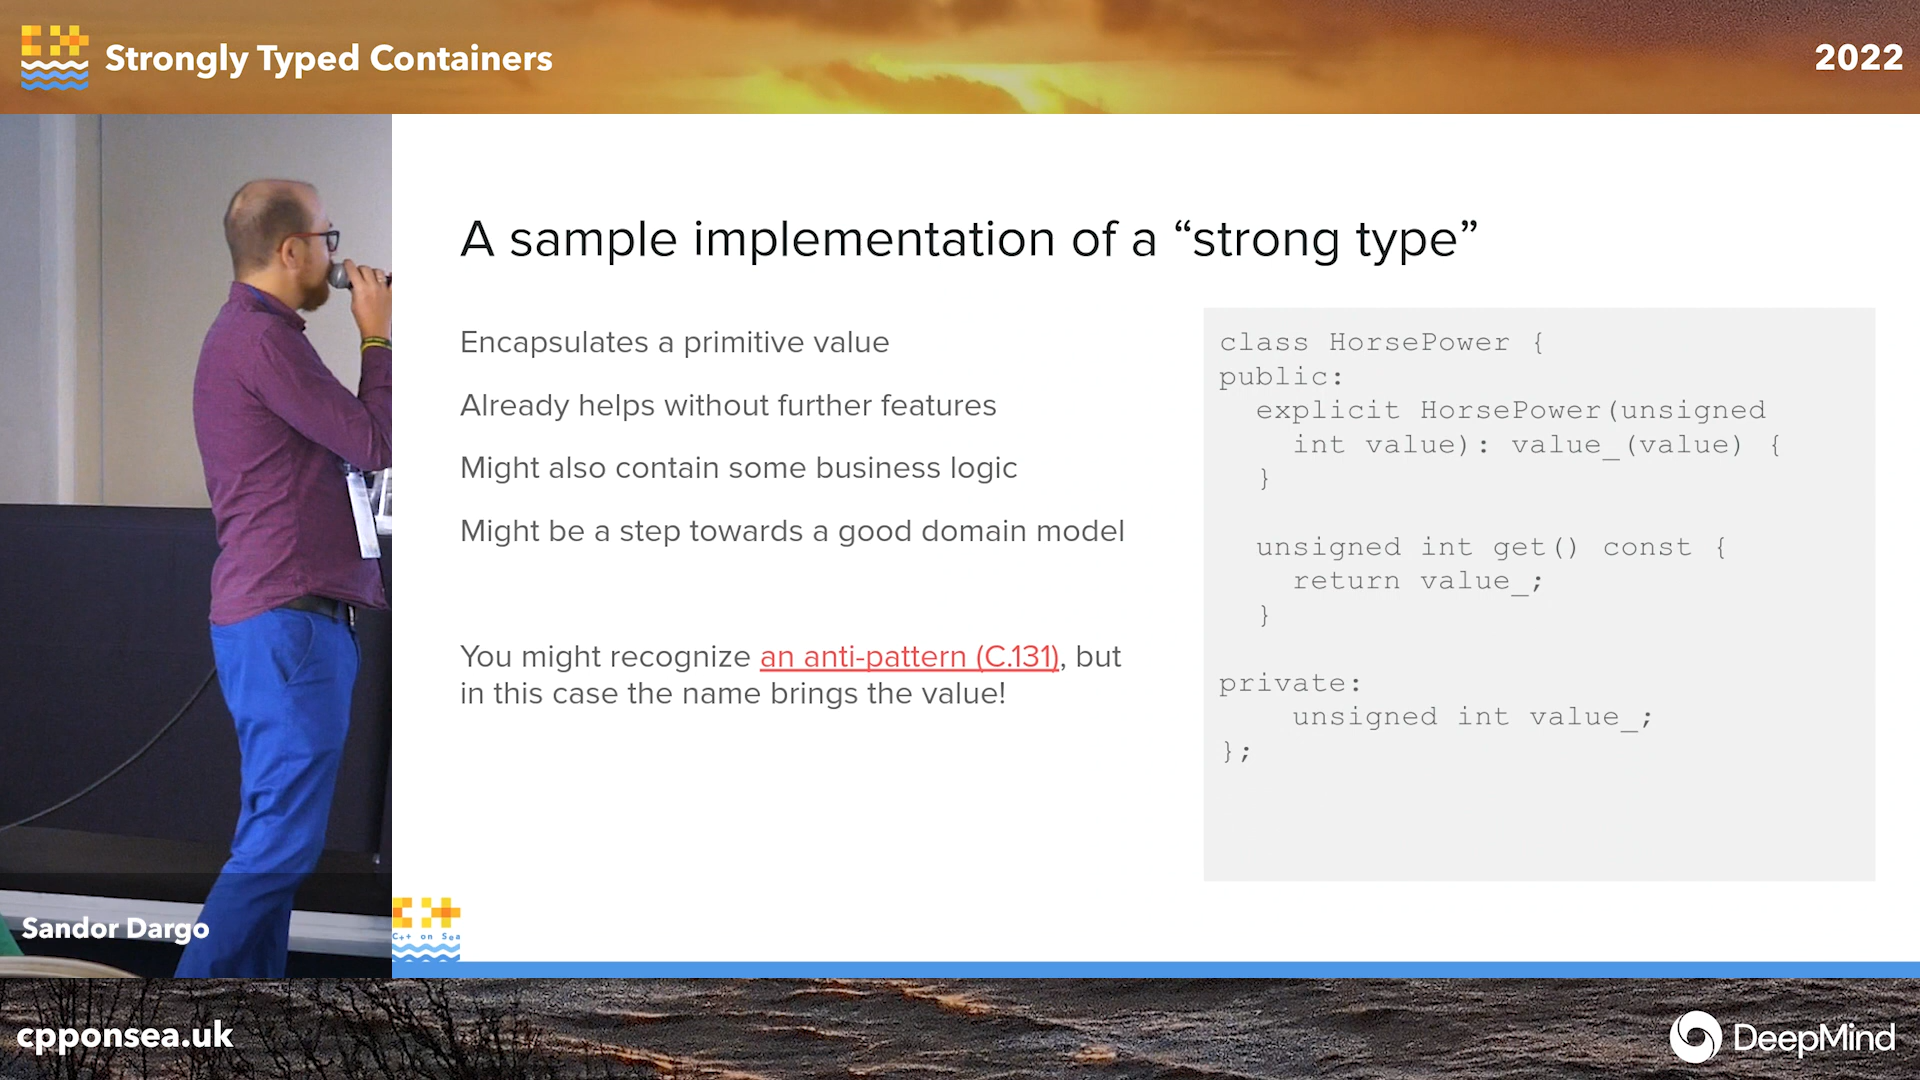 Strongly Typed Containers
2022
A sample implementation of a “strong type”
Encapsulates a primitive value
Already helps without further features
Might also contain some business logic
Might be a step towards a good domain model
You might recognize an anti-pattern (C.131), but
in this case the name brings the value!
class HorsePower {
public:
  explicit HorsePower(unsigned
    int value): value_(value) {
  }
  unsigned int get() const {
    return value_;
  }
private:
    unsigned int value_;
};
Sandor Dargo
C++ on Sea
cpponsea.uk
DeepMind